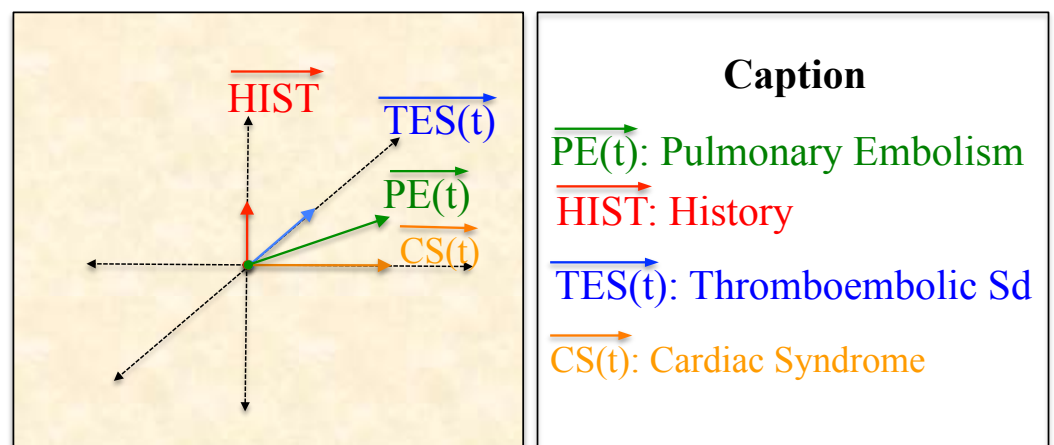 HIST
TES(t)
PE(t)
CS(t)
Caption
PE(t): Pulmonary Embolism
HIST: History
TES(t): Thromboembolic Sd
CS(t): Cardiac Syndrome